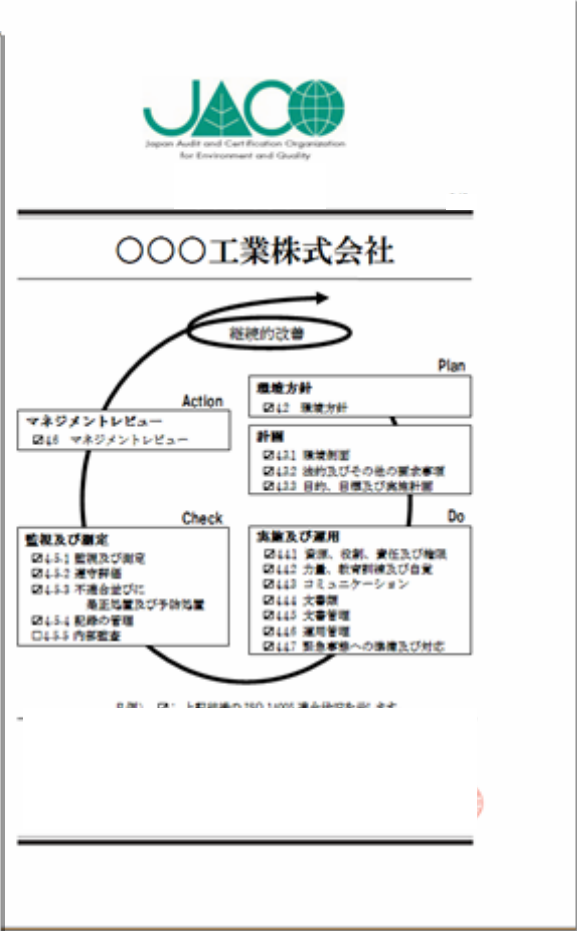 JACO
Japan Audit and Certification Organization
for Environment and Quality
〇〇〇工業株式会社
継続的改善
Plan
環境方針
☑4.2 環境方針
Action
マネジメントレビュー
☑4.6 マネジメントレビュー
計画
☑4.3.1 環境側面
☑4.3.2 法的及びその他の要求事項
☑4.3.3 目的、目標及び実施計画
Check
監視及び測定
☑4.5.1 監視及び測定
☑4.5.2 遵守評価
☑4.5.3 不適合並びに
是正処置及び予防処置
☑4.5.4 記録の管理
☐4.5.5 内部監査
Do
実施及び運用
☑4.4.1 資源、役割、責任及び権限
☑4.4.2 力量、教育訓練及び自覚
☑4.4.3 コミュニケーション
☑4.4.4 文書類
☑4.4.5 文書管理
☑4.4.6 運用管理
☑4.4.7 緊急事態への準備及び対応